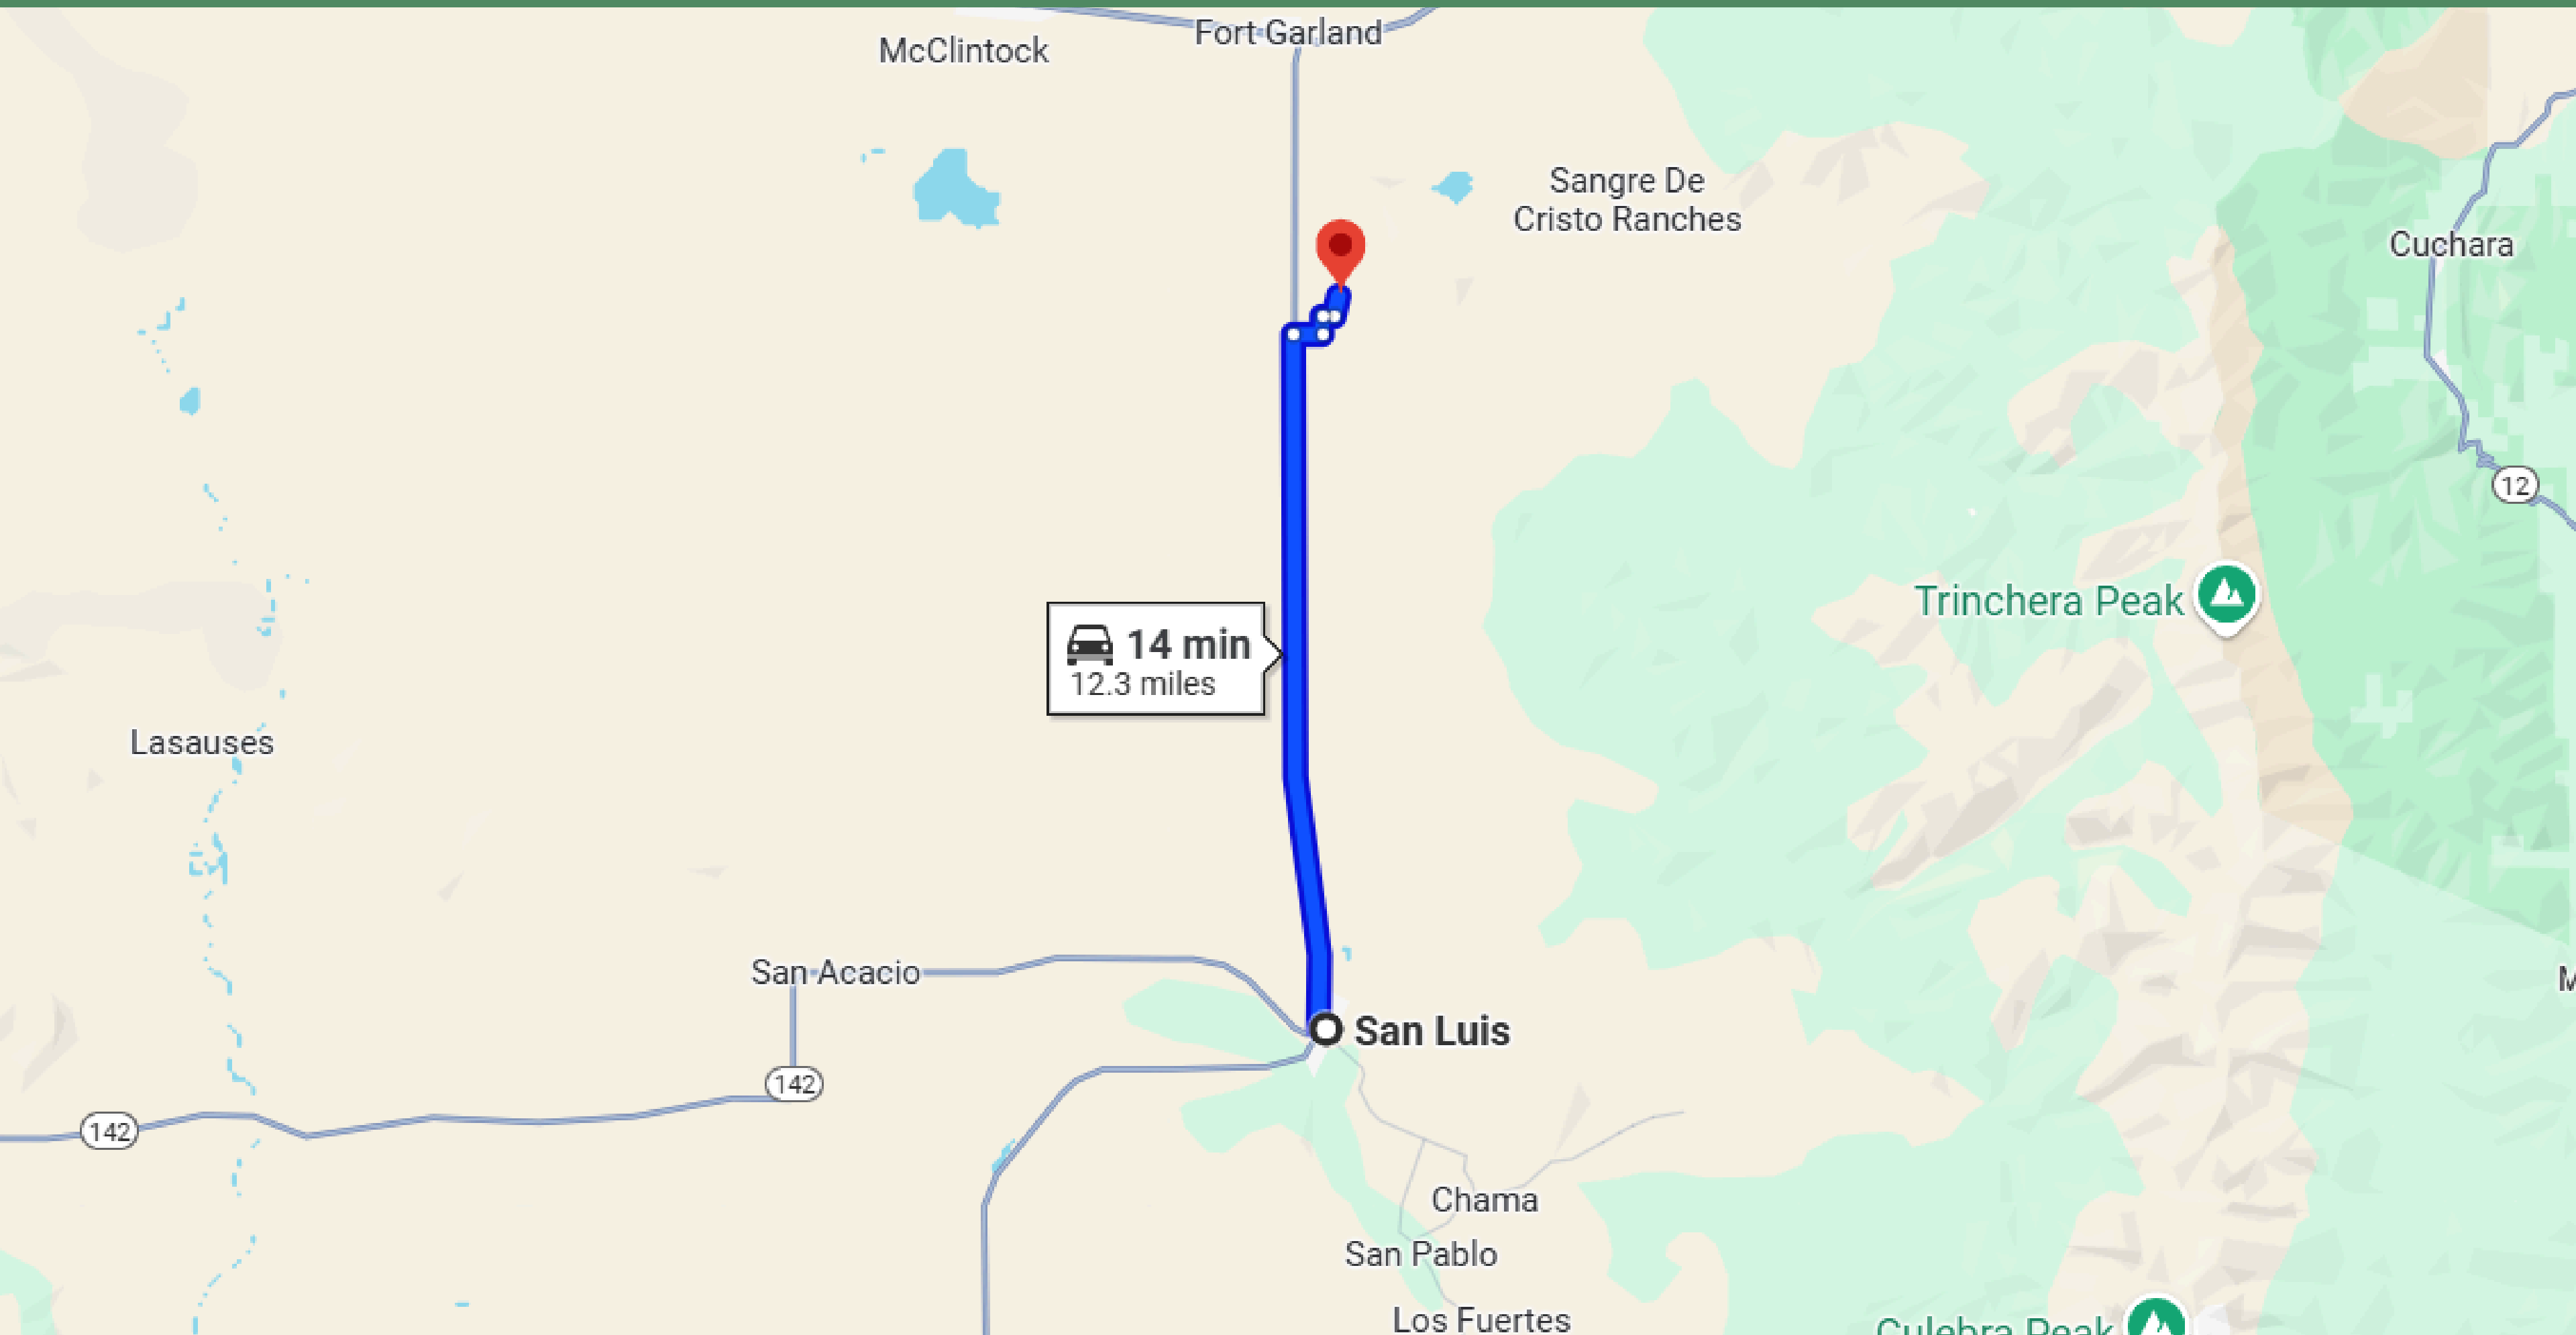 Fort Garland
McClintock
Sangre De
Cristo Ranches
Cuchara
12
Trinchera Peak
14 min
12.3 miles
Lasauses
San Acacio
San Luis
142
142
Chama
San Pablo
Los Fuertes
Culebra Peak